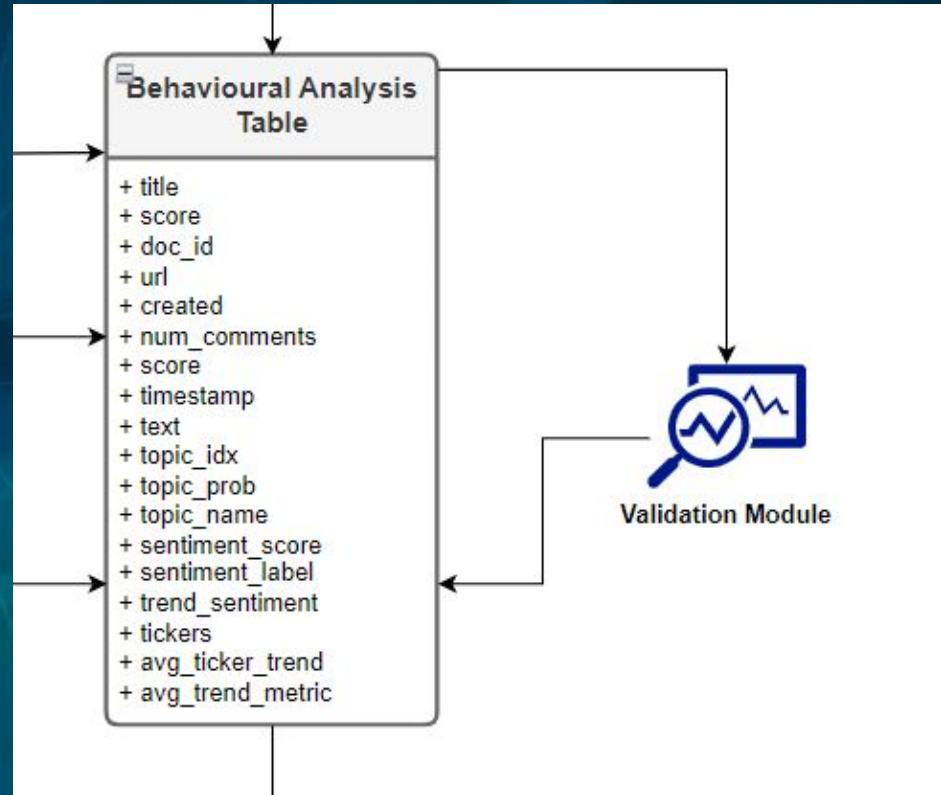 Behavioural Analysis
Table
+ title
+ score
+ doc_id
+ url
+ created
+ num_comments
+ score
+ timestamp
+ text
+ topic_idx
+ topic_prob
+ topic_name
+ sentiment_score
+ sentiment_label
+ trend_sentiment
+ tickers
+ avg_ticker_trend
+ avg_trend_metric
Validation Module